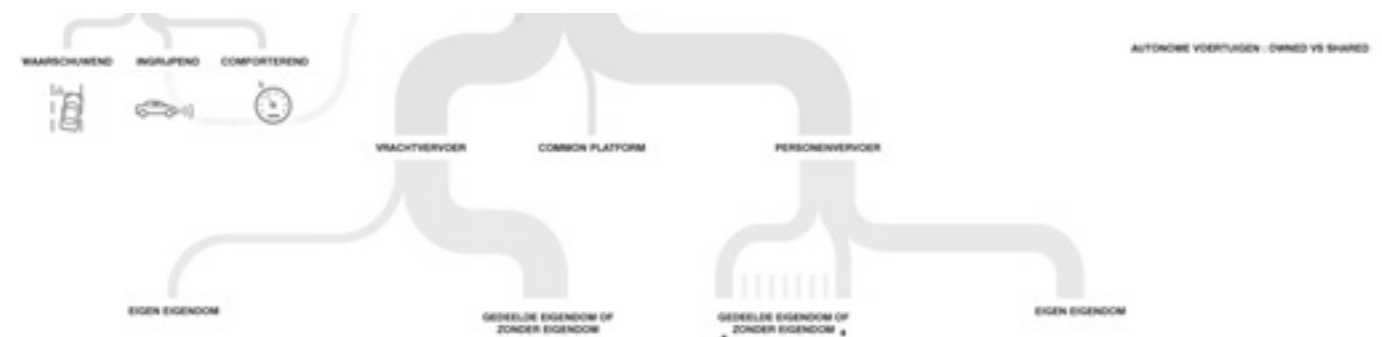 AUTONOME VOERTUIGEN : OWNED VS SHARED
WAARSCHUWEND
INGRIJPEND
COMFORTEREND
VRACHTVERVOER
COMMON PLATFORM
PERSONENVERVOER
EIGEN EIGENDOM
GEDEELDE EIGENDOM OF
ZONDER EIGENDOM
GEDEELDE EIGENDOM OF
ZONDER EIGENDOM
EIGEN EIGENDOM